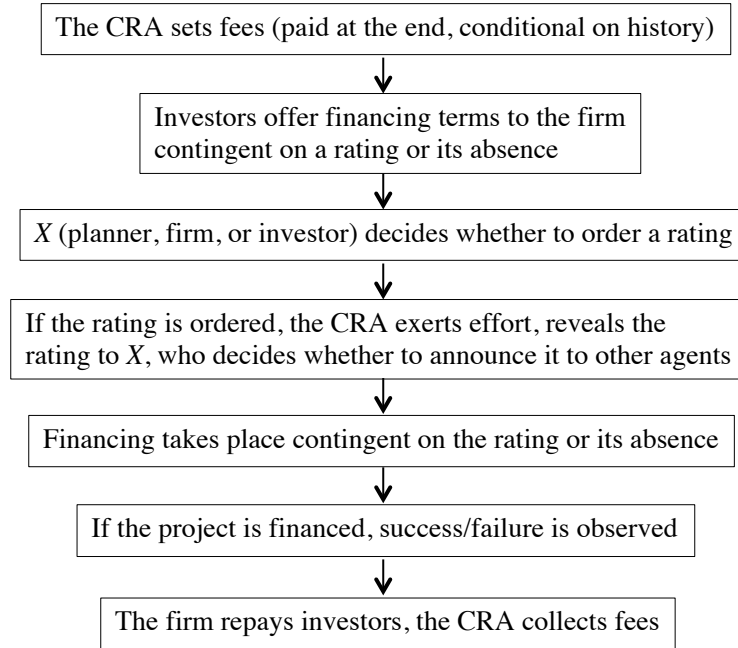 The CRA sets fees (paid at the end, conditional on history)
Investors offer financing terms to the firm
contingent on a rating or its absence
X (planner, firm, or investor) decides whether to order a rating
If the rating is ordered, the CRA exerts effort, reveals the
rating to X, who decides whether to announce it to other agents
Financing takes place contingent on the rating or its absence
If the project is financed, success/failure is observed
The firm repays investors, the CRA collects fees